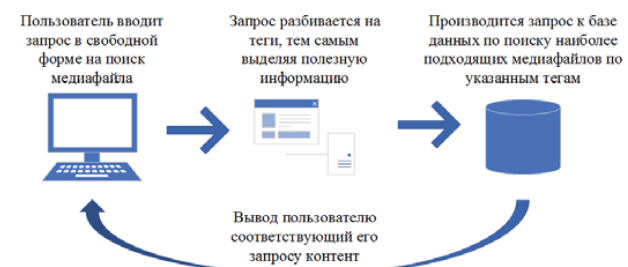 Пользователь вводит
запрос в свободной
форме на поиск
медиафайла
Запрос разбивается на
теги, тем самым
выделяя полезную
информацию
Производится запрос к базе
данных по поиску наиболее
подходящих медиафайлов по
указанным тегам
Вывод пользователю
соответствующий его
запросу контент